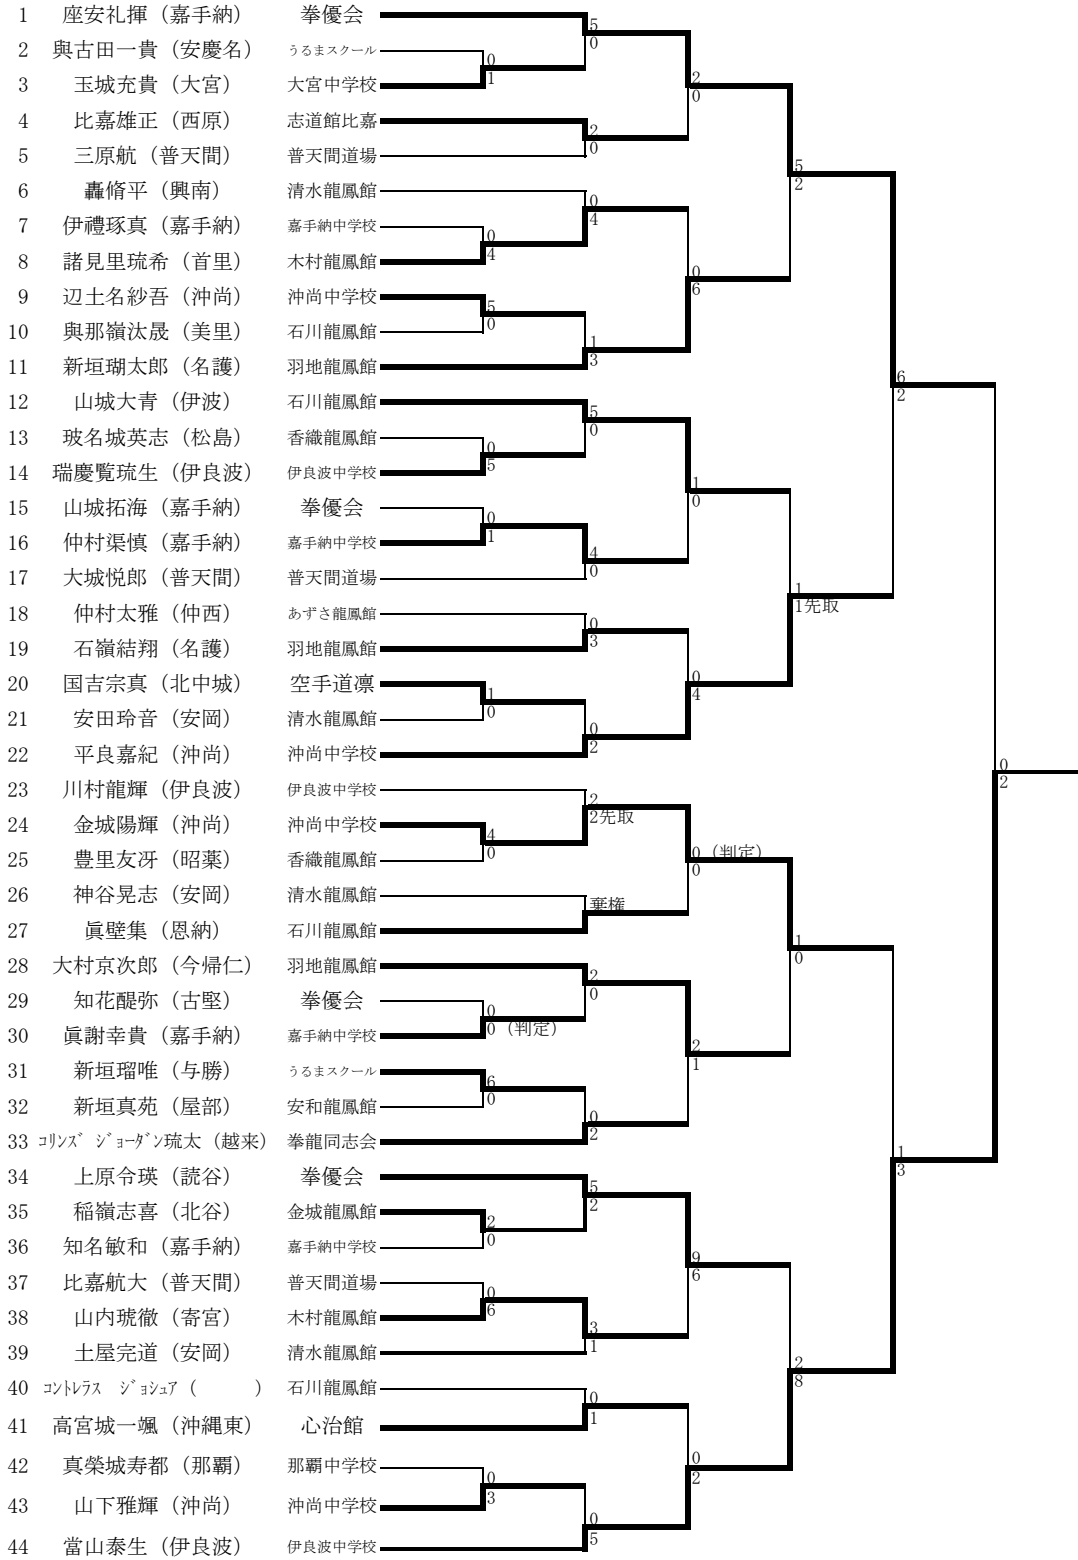 1 座安礼揮（嘉手納） 拳優会
5
2 與古田一貴（安慶名） うるまスクール
0
0
3 玉城充貴（大宮） 大宮中学校
1
2
0
4 比嘉雄正（西原） 志道館比嘉
2
5 三原航（普天間） 普天間道場
0
5
2
6 轟脩平（興南） 清水龍鳳館
0
4
7 伊禮琢真（嘉手納） 嘉手納中学校
0
8 諸見里琉希（首里） 木村龍鳳館
4
0
6
9 辺土名紗吾（沖尚） 沖尚中学校
5
10 與那嶺汰晟（美里） 石川龍鳳館
0
1
11 新垣瑚太郎（名護） 羽地龍鳳館
3
6
2
12 山城大青（伊波） 石川龍鳳館
5
0
13 玻名城英志（松島） 香織龍鳳館
0
14 瑞慶覧琉生（伊良波） 伊良波中学校
5
1
0
15 山城拓海（嘉手納） 拳優会
0
16 仲村渠慎（嘉手納） 嘉手納中学校
1
4
17 大城悦郎（普天間） 普天間道場
0
1
1先取
18 仲村太雅（仲西） あずさ龍鳳館
0
19 石嶺結翔（名護） 羽地龍鳳館
3
0
4
20 国吉宗真（北中城） 空手道凛
1
21 安田玲音（安岡） 清水龍鳳館
0
0
22 平良嘉紀（沖尚） 沖尚中学校
2
0
2
23 川村龍輝（伊良波） 伊良波中学校
2
2先取
24 金城陽輝（沖尚） 沖尚中学校
4
25 豊里友冴（昭薬） 香織龍鳳館
0
0（判定）
0
26 神谷晃志（安岡） 清水龍鳳館
棄権
27 眞壁集（恩納） 石川龍鳳館
1
0
28 大村京次郎（今帰仁） 羽地龍鳳館
2
0
29 知花醍弥（古堅） 拳優会
0
30 眞謝幸貴（嘉手納） 嘉手納中学校
0（判定）
2
1
31 新垣瑠唯（与勝） うるまスクール
6
32 新垣真苑（屋部） 安和龍鳳館
0
0
33 コリンズ ジョーダン琉太（越来） 拳龍同志会
2
1
3
34 上原令瑛（読谷） 拳優会
5
2
35 稲嶺志喜（北谷） 金城龍鳳館
2
36 知名敏和（嘉手納） 嘉手納中学校
0
9
6
37 比嘉航大（普天間） 普天間道場
0
38 山内琥徹（寄宮） 木村龍鳳館
6
3
39 土屋完道（安岡） 清水龍鳳館
1
2
8
40 コントレラス ジョシュア（ ） 石川龍鳳館
0
41 高宮城一颯（沖縄東） 心治館
1
0
2
42 真榮城寿都（那覇） 那覇中学校
0
43 山下雅輝（沖尚） 沖尚中学校
3
0
44 當山泰生（伊良波） 伊良波中学校
5